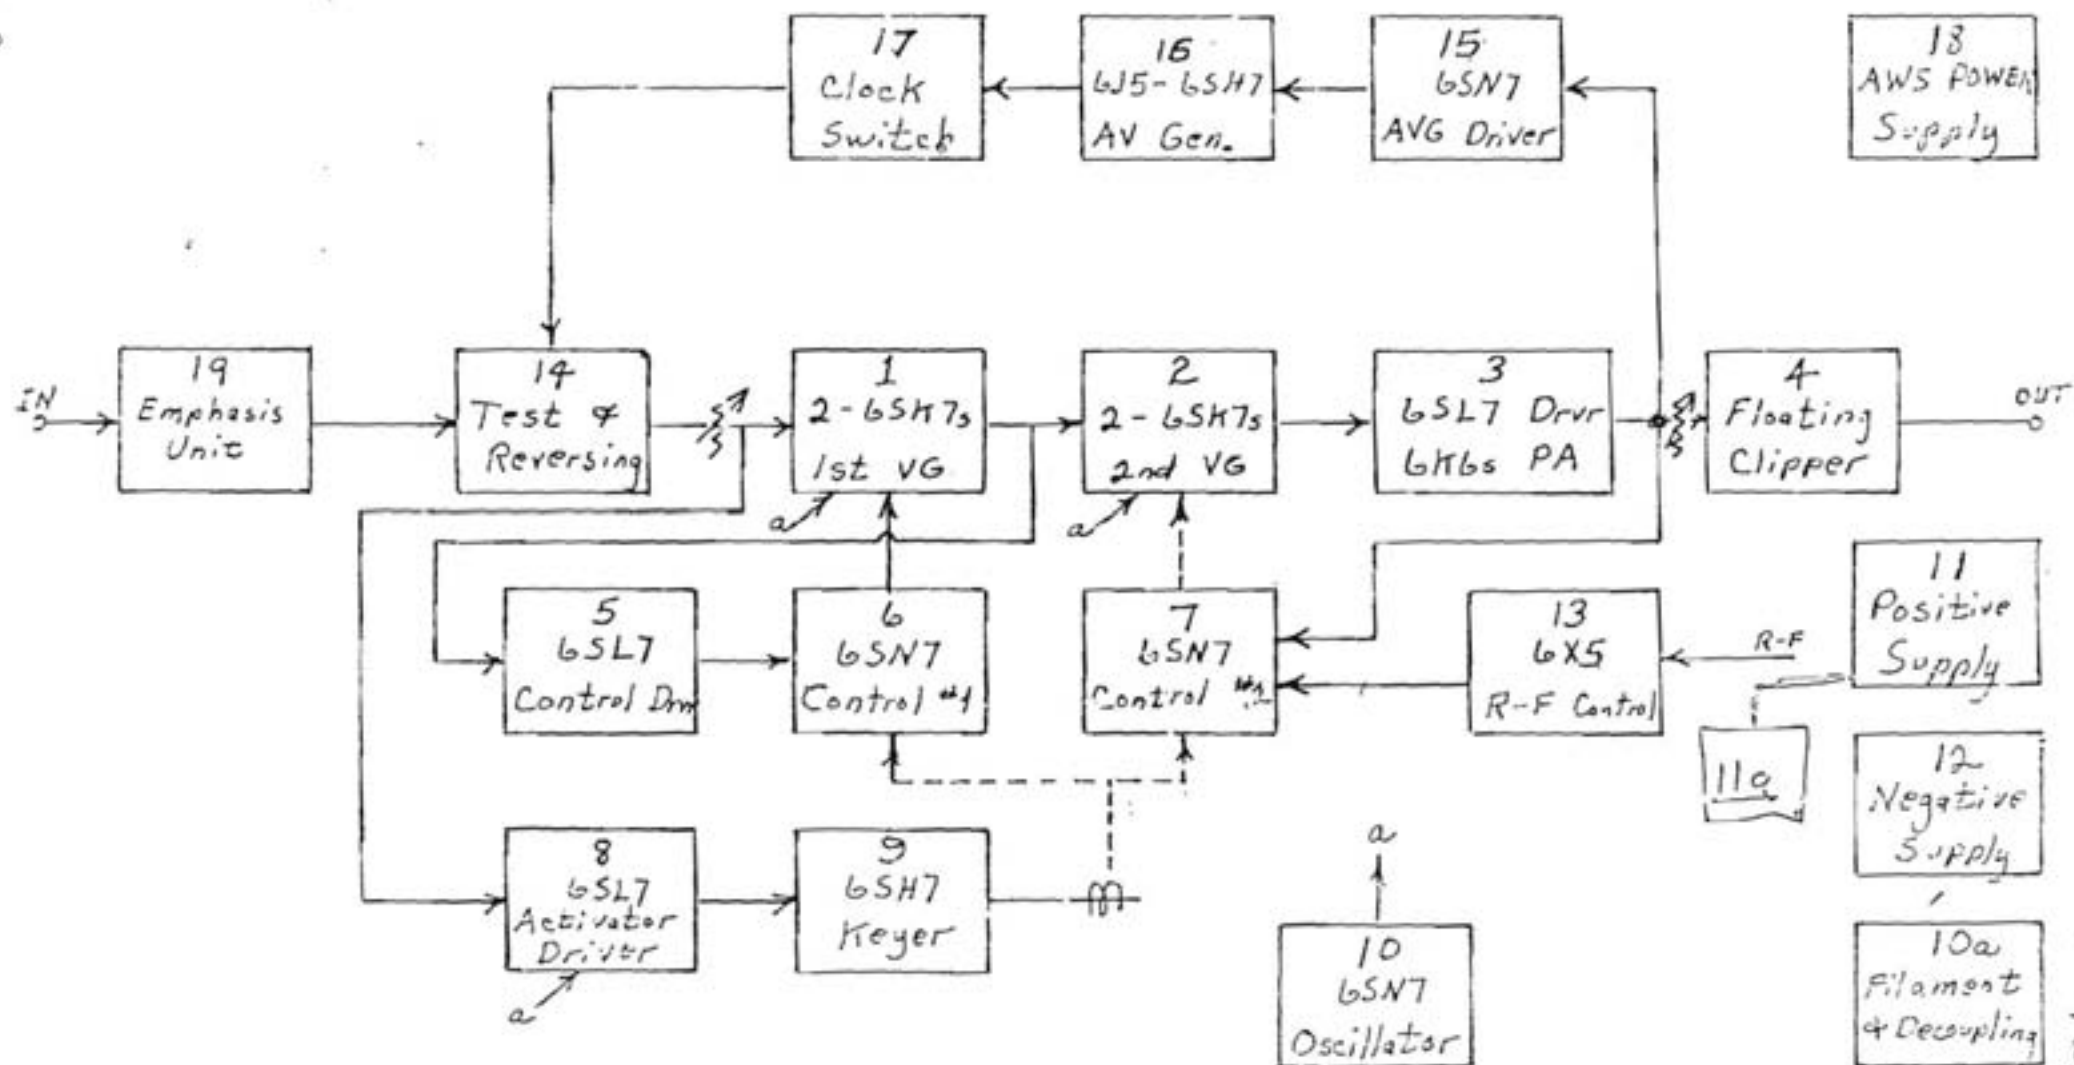 17
Clock
Switch
16
6J5-6SH7
AV Gen.
15
6SN7
AVG Driver
18
AWS POWER
Supply
IN
19
Emphasis
Unit
14
Test &
Reversing
1
2-6SK7s
1st VG
a
2
2-6SK7s
2nd VG
a
3
6SL7 Drvr
6K6s PA
4
Floating
Clipper
OUT
5
6SL7
Control
6
6SN7
Control #1
7
6SN7
Control
13
6X5
R-F Control
R-F
11
Positive
Supply
11a
12
Negative
Supply
8
6SL7
Activator
Driver
a
9
6SH7
Keyer
a
10
6SN7
Oscillator
10a
Filament
& Decoupling